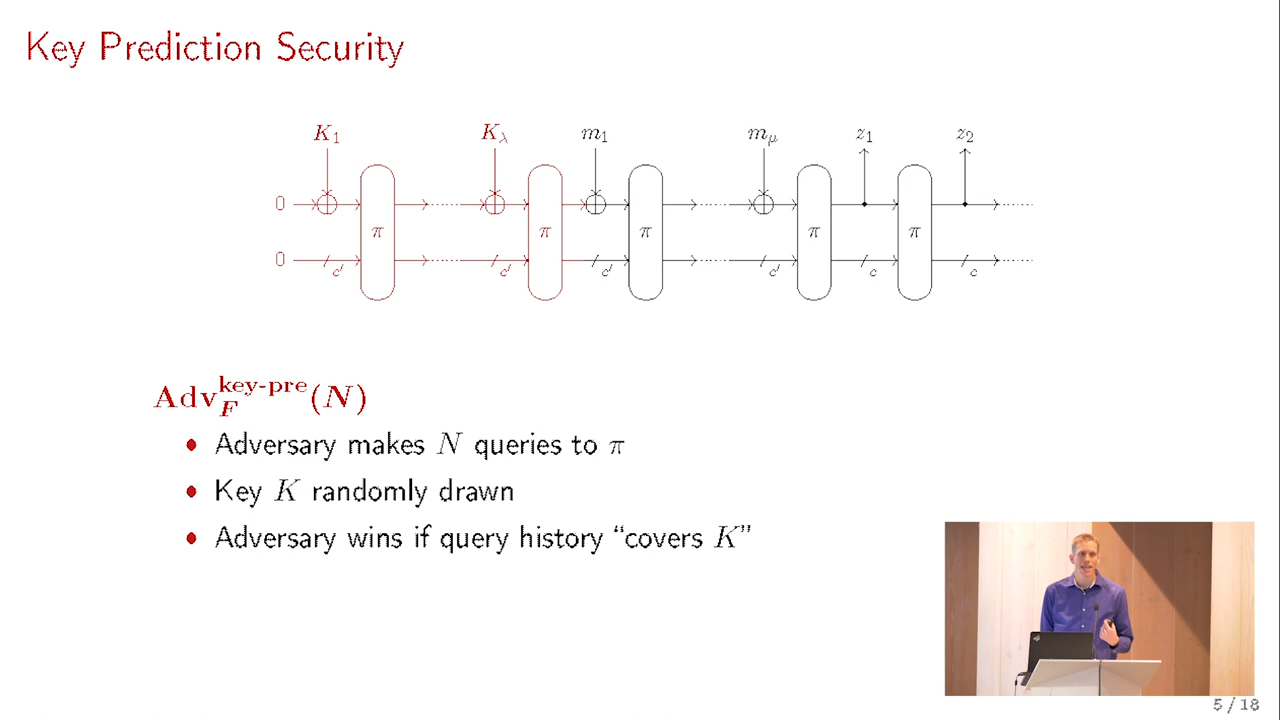 Key Prediction Security
K₁ K_λ m₁ m_μ z₁ z₂
0
π π π π π
0
c′ c′ c′ c′ c c
Adv_F^{key-pre}(N)
• Adversary makes N queries to π
• Key K randomly drawn
• Adversary wins if query history “covers K”
5 / 18